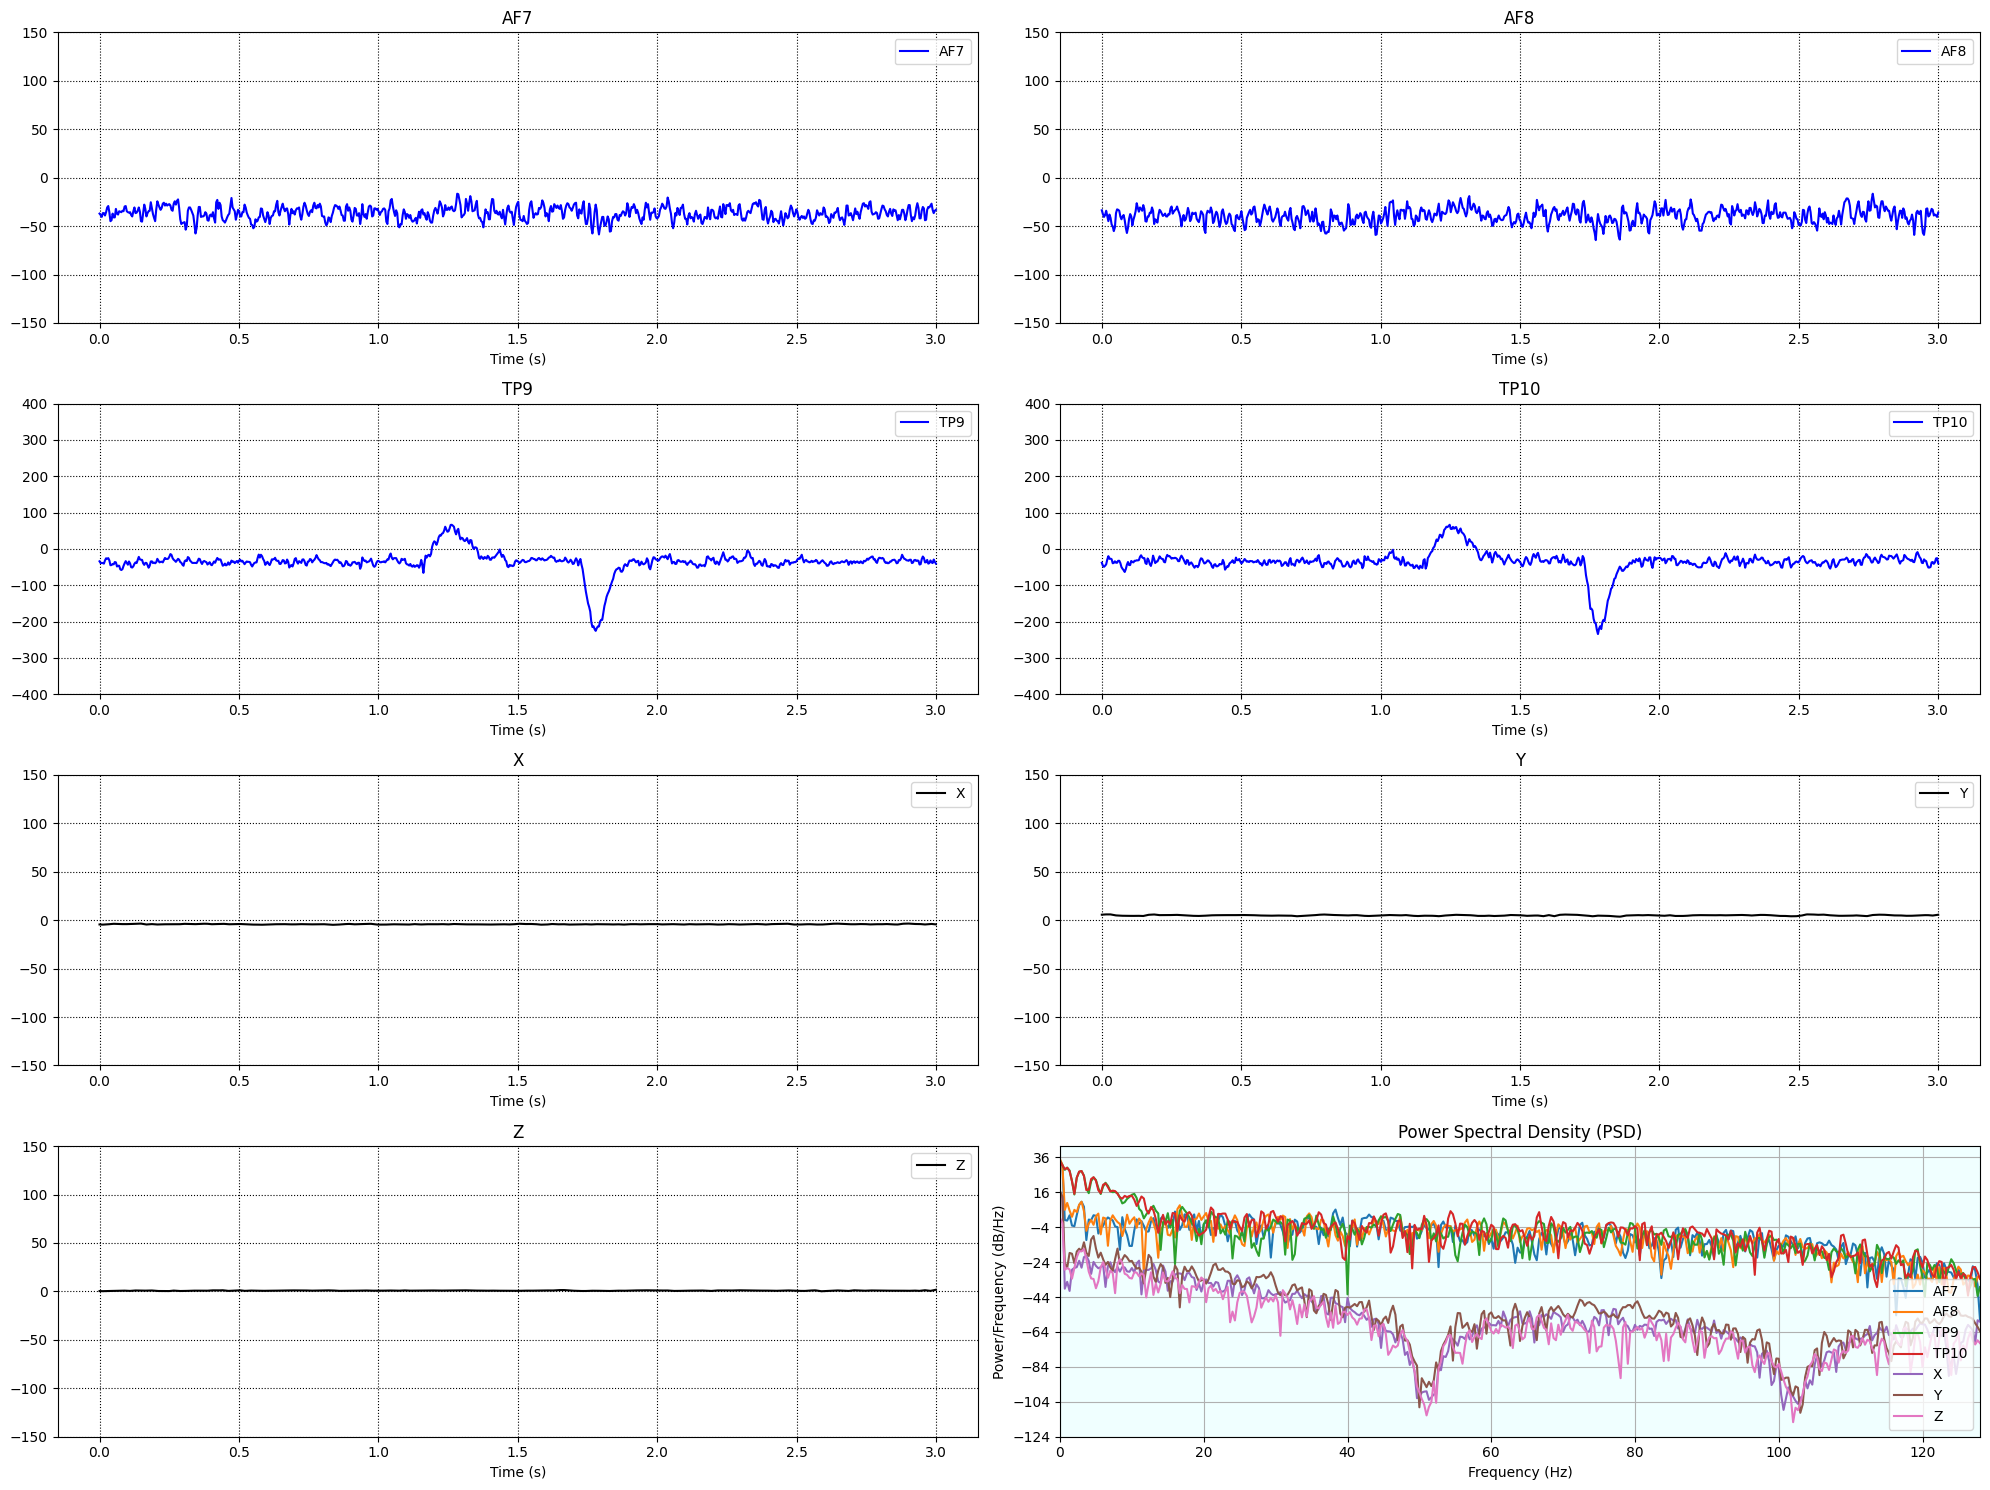 AF7
150
100
50
0
−50
−100
−150
0.0 0.5 1.0 1.5 2.0 2.5 3.0
Time (s)
AF7
AF8
150
100
50
0
−50
−100
−150
0.0 0.5 1.0 1.5 2.0 2.5 3.0
Time (s)
AF8
TP9
400
300
200
100
0
−100
−200
−300
−400
0.0 0.5 1.0 1.5 2.0 2.5 3.0
Time (s)
TP9
TP10
400
300
200
100
0
−100
−200
−300
−400
0.0 0.5 1.0 1.5 2.0 2.5 3.0
Time (s)
TP10
X
150
100
50
0
−50
−100
−150
0.0 0.5 1.0 1.5 2.0 2.5 3.0
Time (s)
X
Y
150
100
50
0
−50
−100
−150
0.0 0.5 1.0 1.5 2.0 2.5 3.0
Time (s)
Y
Z
150
100
50
0
−50
−100
−150
0.0 0.5 1.0 1.5 2.0 2.5 3.0
Time (s)
Z
Power Spectral Density (PSD)
Power/Frequency (dB/Hz)
36
16
−4
−24
−44
−64
−84
−104
−124
0 20 40 60 80 100 120
Frequency (Hz)
AF7
AF8
TP9
TP10
X
Y
Z